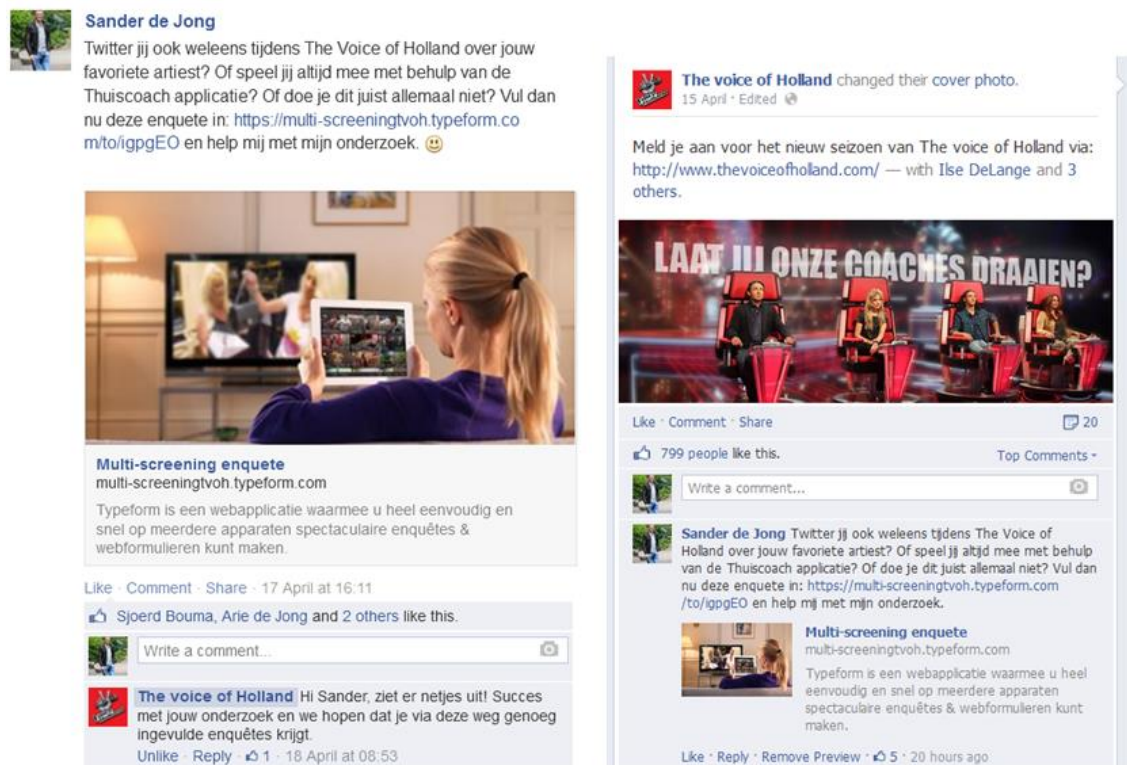 Sander de Jong
Twitter jij ook weleens tijdens The Voice of Holland over jouw
favoriete artiest? Of speel jij altijd mee met behulp van de
Thuiscoach applicatie? Of doe je dit juist allemaal niet? Vul dan
nu deze enquete in: https://multi-screeningtvoh.typeform.co
m/to/igpgEO en help mij met mijn onderzoek.
Multi-screening enquete
multi-screeningtvoh.typeform.com
Typeform is een webapplicatie waarmee u heel eenvoudig en
snel op meerdere apparaten spectaculaire enquêtes &
webformulieren kunt maken.
Like · Comment · Share · 17 April at 16:11
Sjoerd Bouma, Arie de Jong and 2 others like this.
Write a comment...
The voice of Holland Hi Sander, ziet er netjes uit! Succes
met jouw onderzoek en we hopen dat je via deze weg genoeg
ingevulde enquêtes krijgt.
Unlike · Reply · 1 · 18 April at 08:53
The voice of Holland changed their cover photo.
15 April · Edited
Meld je aan voor het nieuw seizoen van The voice of Holland via:
http://www.thevoiceofholland.com/ — with Ilse DeLange and 3
others.
LAAT JIJ ONZE COACHES DRAAIEN?
Like · Comment · Share
20
799 people like this.
Top Comments
Write a comment...
Sander de Jong Twitter jij ook weleens tijdens The Voice of
Holland over jouw favoriete artiest? Of speel jij altijd mee met behulp
van de Thuiscoach applicatie? Of doe je dit juist allemaal niet? Vul dan
nu deze enquete in: https://multi-screeningtvoh.typeform.com
/to/igpgEO en help mij met mijn onderzoek.
Multi-screening enquete
multi-screeningtvoh.typeform.com
Typeform is een webapplicatie waarmee u heel
eenvoudig en snel op meerdere apparaten
spectaculaire enquêtes & webformulieren kunt
maken.
Like · Reply · Remove Preview · 5 · 20 hours ago